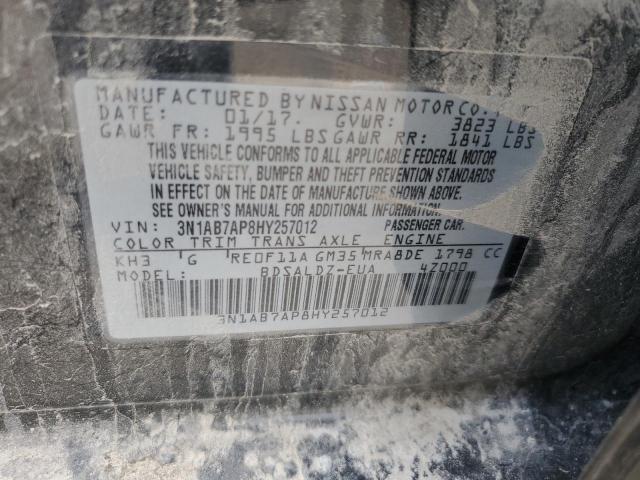 MANUFACTURED BY NISSAN MOTOR CO.,
DATE: 01/17. GVWR: 3823 LBS
GAWR FR: 1995 LBS GAWR RR: 1841 LBS
THIS VEHICLE CONFORMS TO ALL APPLICABLE FEDERAL MOTOR
VEHICLE SAFETY, BUMPER AND THEFT PREVENTION STANDARDS
IN EFFECT ON THE DATE OF MANUFACTURE SHOWN ABOVE.
SEE OWNER'S MANUAL FOR ADDITIONAL INFORMATION.
VIN: 3N1AB7AP8HY257012 PASSENGER CAR.
COLOR TRIM TRANS AXLE ENGINE
KH3 G RE0F11A GM35 MRA8DE 1798 CC
MODEL: BDSALDZ-EUA 4Z000
3N1AB7AP8HY257012